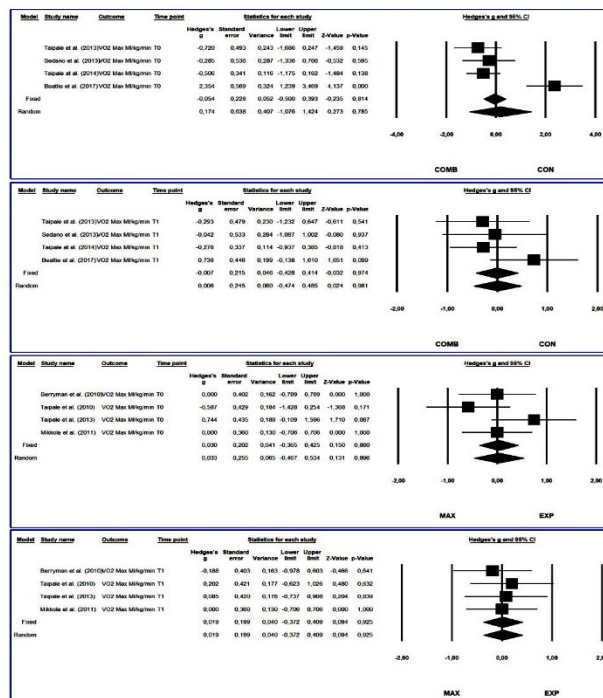 Model Study name Outcome Time point Statistics for each study Hedges's g and 95% CI
Hedges's g Standard error Variance Lower limit Upper limit Z-Value p-Value
Taipale et al. (2013) VO2 Max Ml/kg/min T0 -0,720 0,493 0,243 -1,686 0,247 -1,459 0,145
Sedano et al. (2013) VO2 Max Ml/kg/min T0 -0,285 0,536 0,287 -1,336 0,766 -0,532 0,595
Taipale et al. (2014) VO2 Max Ml/kg/min T0 -0,506 0,341 0,116 -1,175 0,162 -1,484 0,138
Beattie et al. (2017) VO2 Max Ml/kg/min T0 2,354 0,569 0,324 1,239 3,469 4,137 0,000
Fixed -0,054 0,228 0,052 -0,500 0,393 -0,235 0,814
Random 0,174 0,638 0,407 -1,076 1,424 0,273 0,785
-4,00 -2,00 0,00 2,00 4,00
COMB CON
Model Study name Outcome Time point Statistics for each study Hedges's g and 95% CI
Hedges's g Standard error Variance Lower limit Upper limit Z-Value p-Value
Taipale et al. (2013) VO2 Max Ml/kg/min T1 -0,293 0,479 0,230 -1,232 0,647 -0,611 0,541
Sedano et al. (2013) VO2 Max Ml/kg/min T1 -0,042 0,533 0,284 -1,087 1,002 -0,080 0,937
Taipale et al. (2014) VO2 Max Ml/kg/min T1 -0,276 0,337 0,114 -0,937 0,385 -0,818 0,413
Beattie et al. (2017) VO2 Max Ml/kg/min T1 0,736 0,446 0,199 -0,138 1,610 1,651 0,099
Fixed -0,007 0,215 0,046 -0,428 0,414 -0,032 0,974
Random 0,006 0,245 0,060 -0,474 0,485 0,024 0,981
-2,00 -1,00 0,00 1,00 2,00
COMB CON
Model Study name Outcome Time point Statistics for each study Hedges's g and 95% CI
Hedges's g Standard error Variance Lower limit Upper limit Z-Value p-Value
Berryman et al. (2010) VO2 Max Ml/kg/min T0 0,000 0,402 0,162 -0,789 0,789 0,000 1,000
Taipale et al. (2010) VO2 Max Ml/kg/min T0 -0,587 0,429 0,184 -1,428 0,254 -1,368 0,171
Taipale et al. (2013) VO2 Max Ml/kg/min T0 0,744 0,435 0,189 -0,109 1,596 1,710 0,087
Mikkola et al. (2011) VO2 Max Ml/kg/min T0 0,000 0,360 0,130 -0,706 0,706 0,000 1,000
Fixed 0,030 0,202 0,041 -0,365 0,425 0,150 0,880
Random 0,033 0,255 0,065 0,534 0,131 0,896
-2,00 -1,00 0,00 1,00 2,00
MAX EXP
Model Study name Outcome Time point Statistics for each study Hedges's g and 95% CI
Hedges's g Standard error Variance Lower limit Upper limit Z-Value p-Value
Berryman et al. (2010) VO2 Max Ml/kg/min T1 -0,188 0,403 0,163 -0,978 0,603 -0,466 0,641
Taipale et al. (2010) VO2 Max Ml/kg/min T1 0,202 0,421 0,177 -0,623 1,026 0,480 0,632
Taipale et al. (2013) VO2 Max Ml/kg/min T1 0,085 0,420 0,176 -0,737 0,908 0,204 0,839
Mikkola et al. (2011) VO2 Max Ml/kg/min T1 0,000 0,360 0,130 -0,706 0,706 0,000 1,000
Fixed 0,019 0,199 0,040 -0,372 0,409 0,094 0,925
Random 0,019 0,199 0,040 -0,372 0,409 0,094 0,925
-2,00 -1,00 0,00 1,00 2,00
MAX EXP